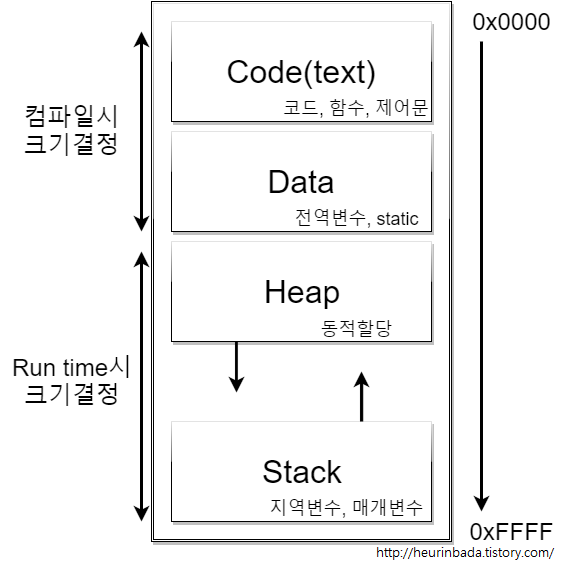 0x0000
Code(text)
코드, 함수, 제어문
컴파일시
크기결정
Data
전역변수, static
Heap
동적할당
Run time시
크기결정
Stack
지역변수, 매개변수
0xFFFF
http://heurinbada.tistory.com/